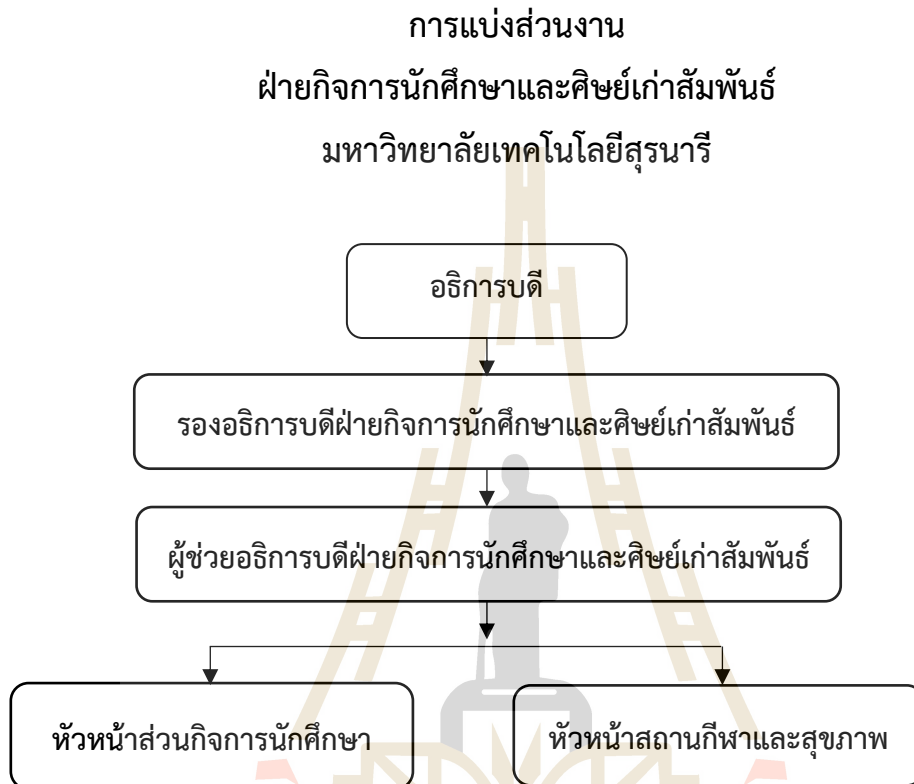 การแบ่งส่วนงาน
ฝ่ายกิจการนักศึกษาและศิษย์เก่าสัมพันธ์
มหาวิทยาลัยเทคโนโลยีสุรนารี
อธิการบดี
รองอธิการบดีฝ่ายกิจการนักศึกษาและศิษย์เก่าสัมพันธ์
ผู้ช่วยอธิการบดีฝ่ายกิจการนักศึกษาและศิษย์เก่าสัมพันธ์
หัวหน้าส่วนกิจการนักศึกษา
หัวหน้าสถานกีฬาและสุขภาพ